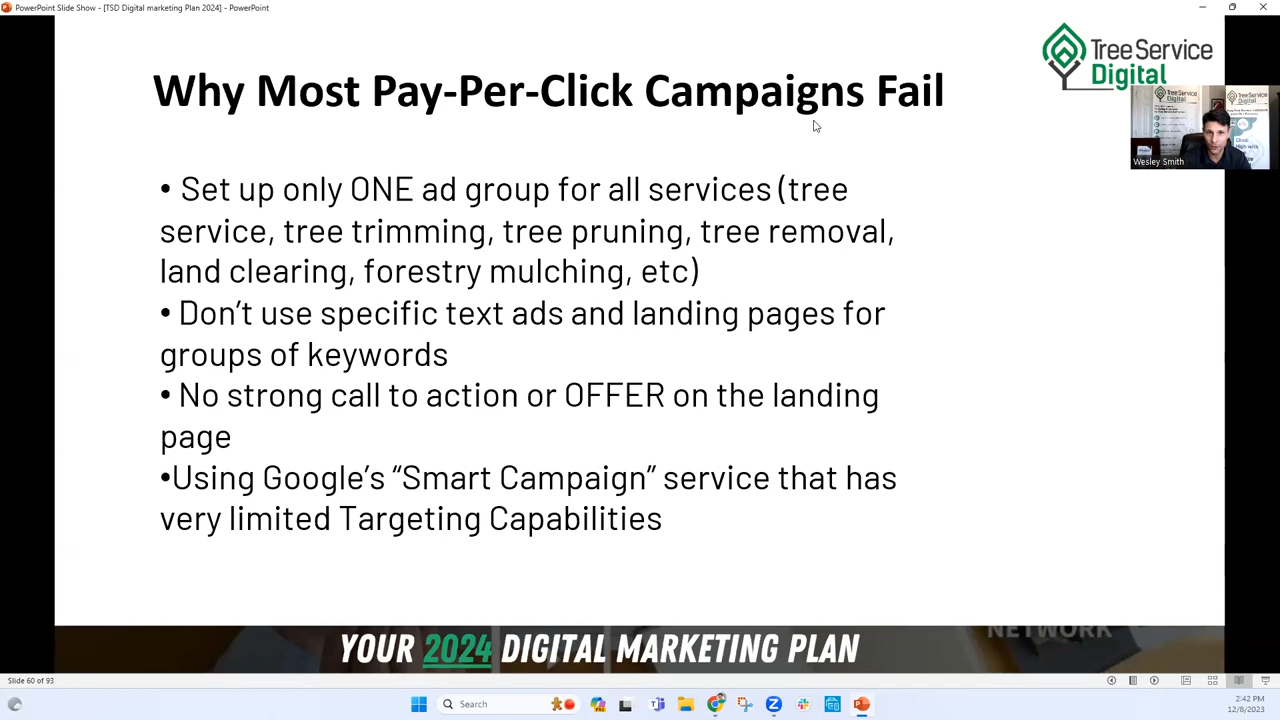 PowerPoint Slide Show - [TSD Digital marketing Plan 2024] - PowerPoint
Tree Service
Digital
Why Most Pay-Per-Click Campaigns Fail
Wesley Smith
• Set up only ONE ad group for all services (tree
service, tree trimming, tree pruning, tree removal,
land clearing, forestry mulching, etc)
• Don’t use specific text ads and landing pages for
groups of keywords
• No strong call to action or OFFER on the landing
page
•Using Google’s “Smart Campaign” service that has
very limited Targeting Capabilities
YOUR 2024 DIGITAL MARKETING PLAN
NETWORK
Slide 60 of 93
Search
2:42 PM
12/8/2023